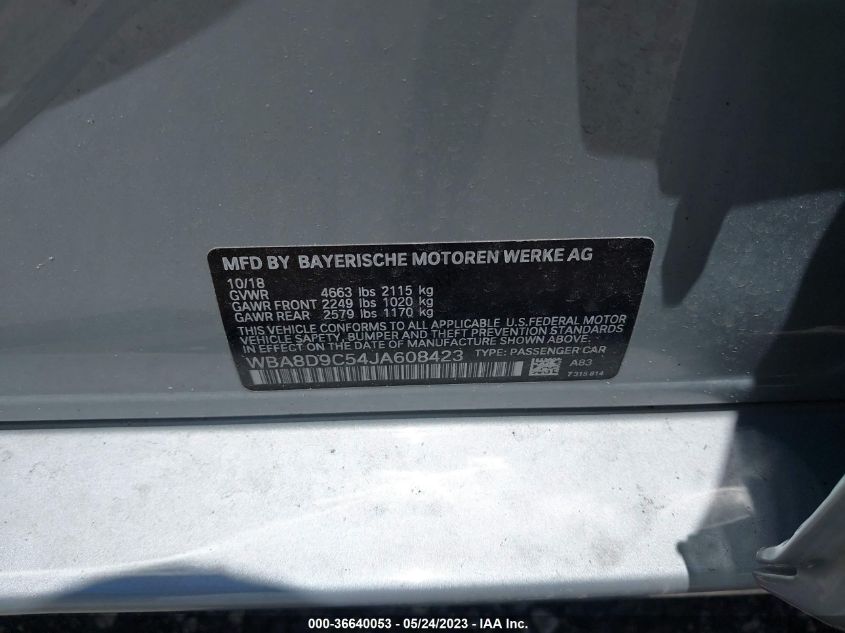 MFD BY BAYERISCHE MOTOREN WERKE AG
10/18
GVWR 4663 lbs 2115 kg
GAWR FRONT 2249 lbs 1020 kg
GAWR REAR 2579 lbs 1170 kg
THIS VEHICLE CONFORMS TO ALL APPLICABLE U.S.FEDERAL MOTOR
VEHICLE SAFETY, BUMPER AND THEFT PREVENTION STANDARDS
IN EFFECT ON THE DATE OF MANUFACTURE SHOWN ABOVE.
WBA8D9C54JA608423 TYPE: PASSENGER CAR
A83
7 315 814
000-36640053 - 05/24/2023 - IAA Inc.